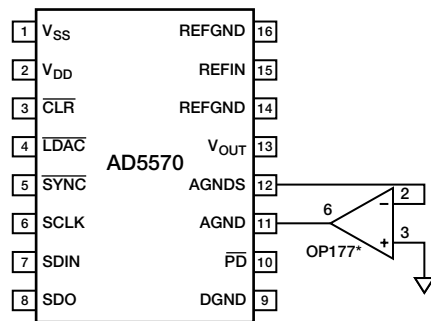 1 VSS REFGND 16
2 VDD REFIN 15
3 CLR REFGND 14
4 LDAC VOUT 13
AD5570
5 SYNC AGNDS 12
6 SCLK AGND 11
7 SDIN PD 10
8 SDO DGND 9
2
6 −
+ 3
OP177*